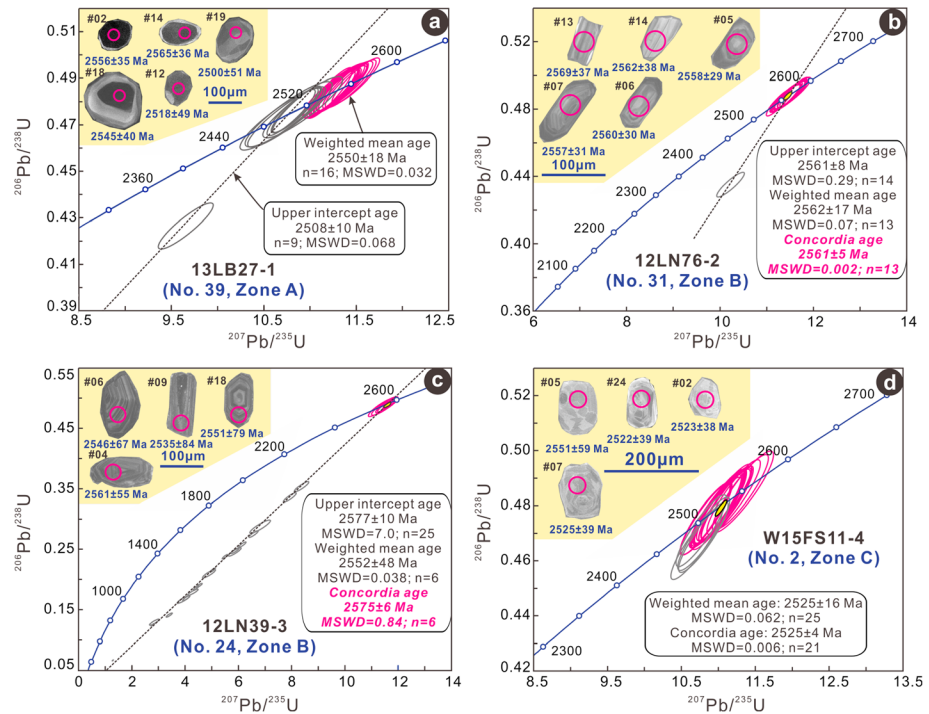 a
#02
#14
#19
2556±35 Ma
2565±36 Ma
2500±51 Ma
#18
#12
2545±40 Ma
2518±49 Ma
100μm
2600
2520
2440
2360
Weighted mean age
2550±18 Ma
n=16; MSWD=0.032
Upper intercept age
2508±10 Ma
n=9; MSWD=0.068
13LB27-1
(No. 39, Zone A)
0.51
0.49
0.47
0.45
0.43
0.41
0.39
8.5
9.5
10.5
11.5
12.5
206Pb/238U
207Pb/235U
b
#13
#14
#05
2569±37 Ma
2562±38 Ma
2558±29 Ma
#07
#06
2560±30 Ma
2557±31 Ma
100μm
2700
2600
2500
2400
2300
2200
2100
Upper intercept age
2561±8 Ma
MSWD=0.29; n=14
Weighted mean age
2562±17 Ma
MSWD=0.07; n=13
Concordia age
2561±5 Ma
MSWD=0.002; n=13
12LN76-2
(No. 31, Zone B)
0.52
0.48
0.44
0.40
0.36
6
8
10
12
14
206Pb/238U
207Pb/235U
c
#06
#09
#18
2546±67 Ma
2535±84 Ma
2551±79 Ma
#04
100μm
2561±55 Ma
2600
2200
1800
1400
1000
Upper intercept age
2577±10 Ma
MSWD=7.0; n=25
Weighted mean age
2552±48 Ma
MSWD=0.038; n=6
Concordia age
2575±6 Ma
MSWD=0.84; n=6
12LN39-3
(No. 24, Zone B)
0.55
0.45
0.35
0.25
0.15
0.05
0
2
4
6
8
10
12
14
206Pb/238U
207Pb/235U
d
#05
#24
#02
2551±59 Ma
2522±39 Ma
2523±38 Ma
#07
200μm
2525±39 Ma
2700
2600
2500
2400
2300
W15FS11-4
(No. 2, Zone C)
Weighted mean age: 2525±16 Ma
MSWD=0.062; n=25
Concordia age: 2525±4 Ma
MSWD=0.006; n=21
0.52
0.50
0.48
0.46
0.44
0.42
8.5
9.5
10.5
11.5
12.5
13.5
206Pb/238U
207Pb/235U